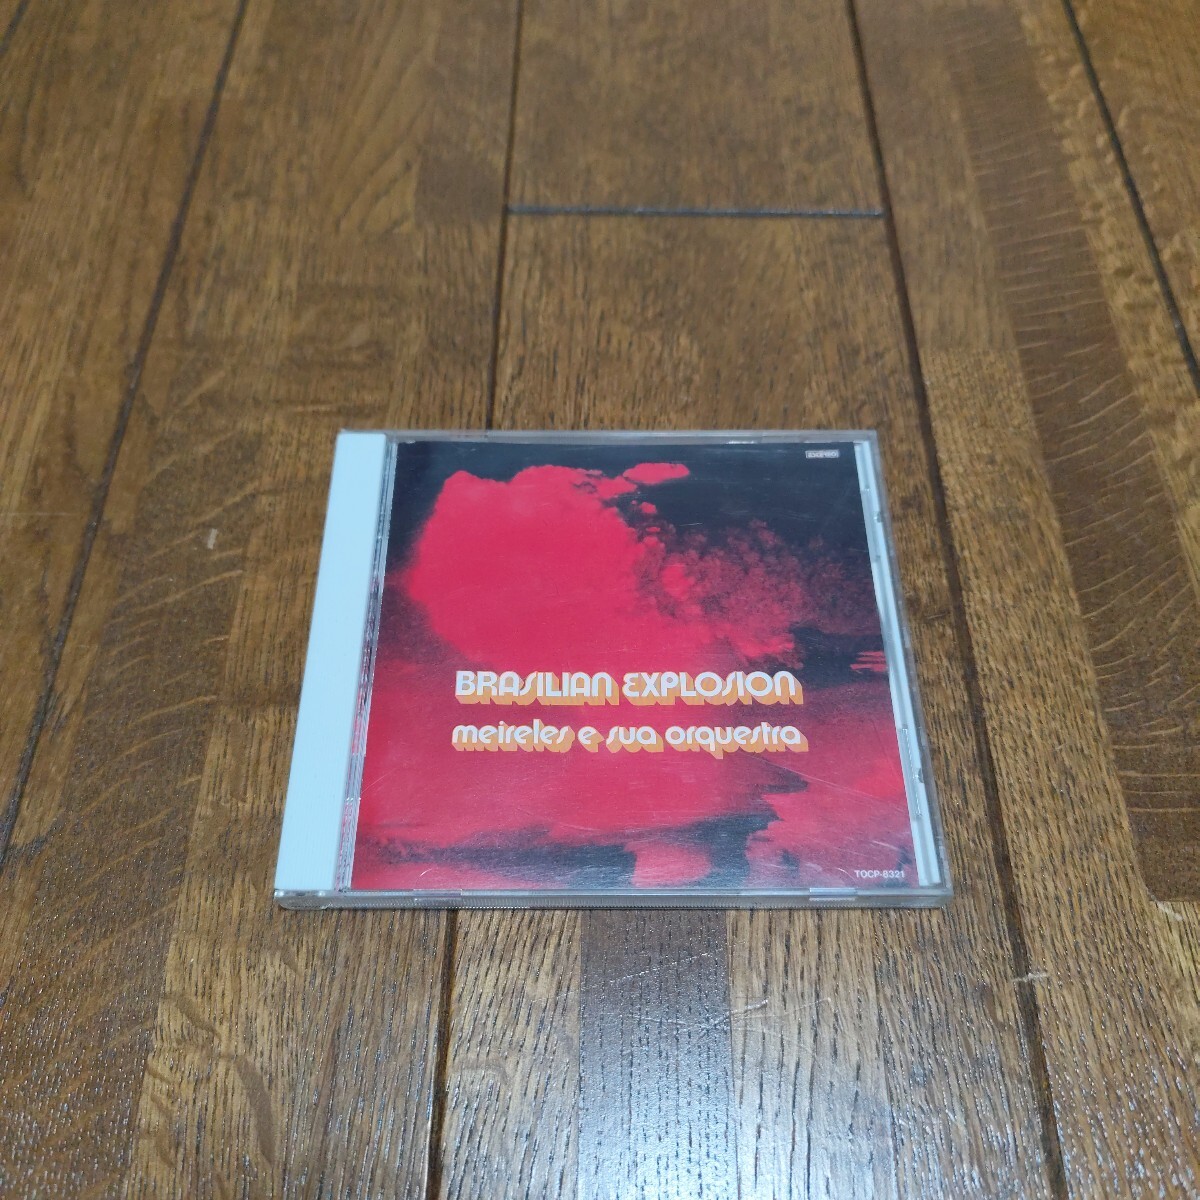 BRASILIAN EXPLOSION
meireles e sua orquestra
TOCP-8321